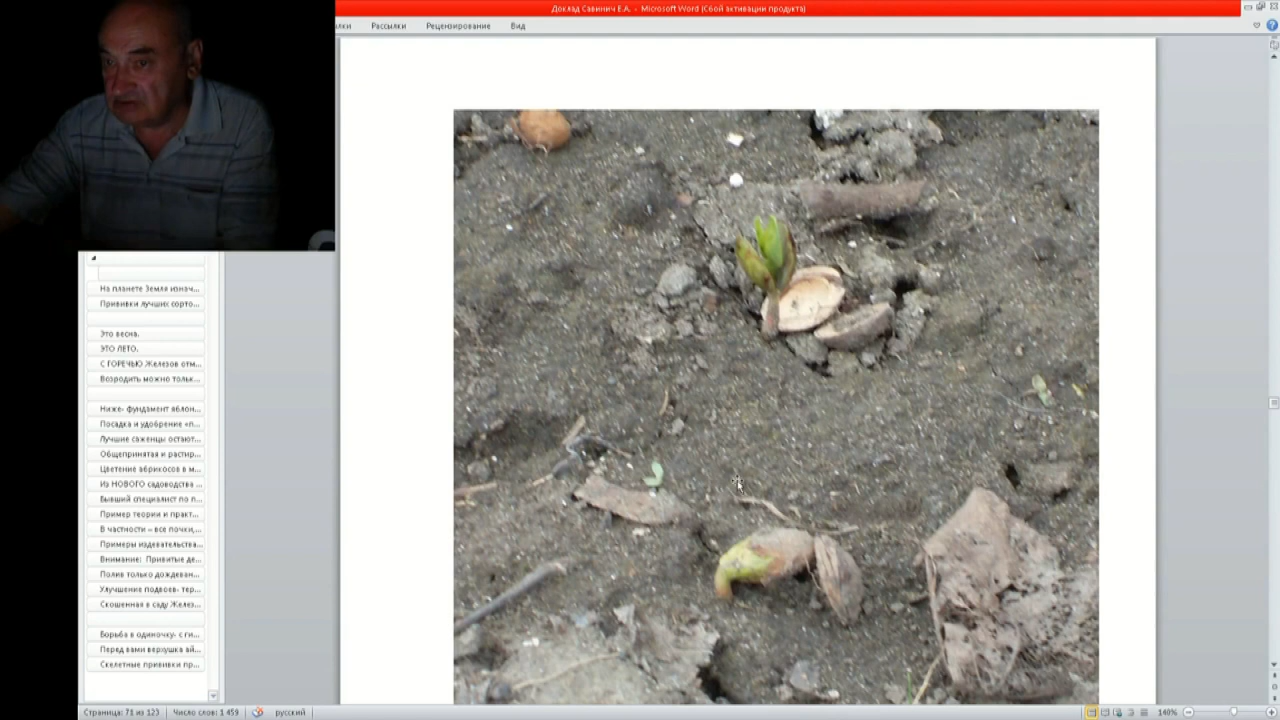 Доклад Савинич Е.А. - Microsoft Word (Сбой активации продукта)
лки Рассылки Рецензирование Вид
На планете Земля изнач...
Прививки лучших сорто...
Это весна.
ЭТО ЛЕТО.
С ГОРЕЧЬЮ Железов отм...
Возродить можно тольк...
Ниже- фундамент яблон...
Посадка и удобрение «п...
Лучшие саженцы остают...
Общепринятая и растир...
Цветение абрикосов в м...
Из НОВОГО садоводства ...
Бывший специалист по п...
Пример теории и практ...
В частности – все почки,...
Примеры издевательства...
Внимание: Привитые де...
Полив только дождеван...
Улучшение подвоев- тер...
Скошенная в саду Желез...
Борьба в одиночку- с ги...
Перед вами верхушка ай...
Скелетные прививки пр...
Страница: 71 из 123 Число слов: 1 459 русский 140%